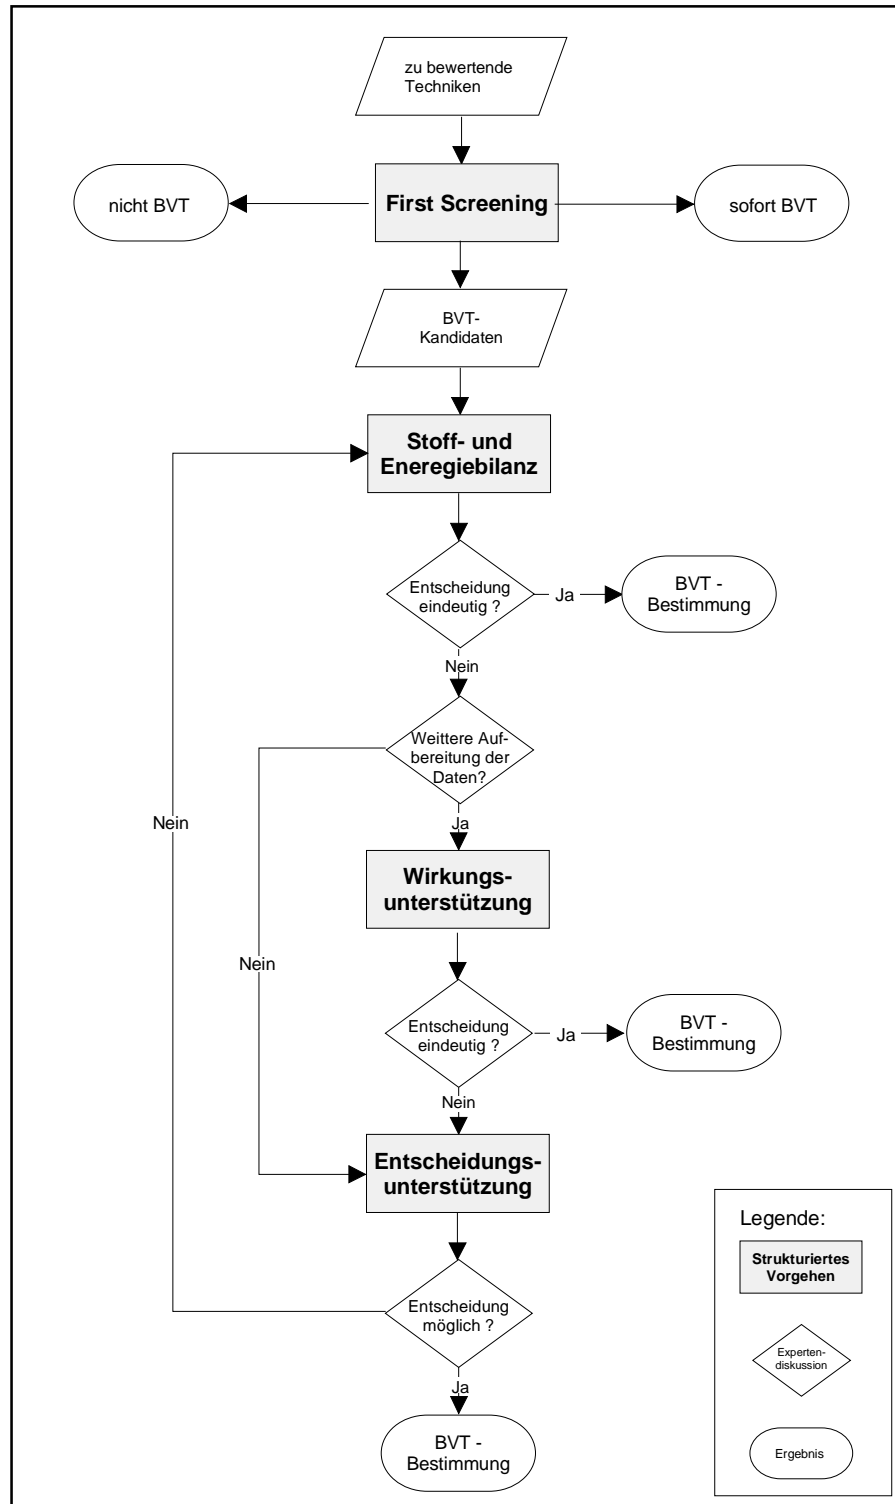 zu bewertende
Techniken
nicht BVT
First Screening
sofort BVT
BVT-
Kandidaten
Stoff- und
Eneregiebilanz
Entscheidung
eindeutig ?
Ja
BVT -
Bestimmung
Nein
Weittere Auf-
bereitung der
Daten?
Nein
Ja
Wirkungs-
unterstützung
Nein
Entscheidung
eindeutig ?
Ja
BVT -
Bestimmung
Nein
Entscheidungs-
unterstützung
Entscheidung
möglich ?
Ja
BVT -
Bestimmung
Legende:
Strukturiertes
Vorgehen
Experten-
diskussion
Ergebnis